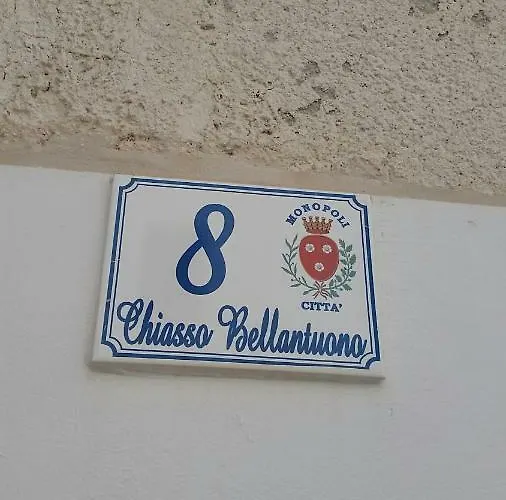 8
MONOPOLI
CITTA'
Chiasso Bellantuono